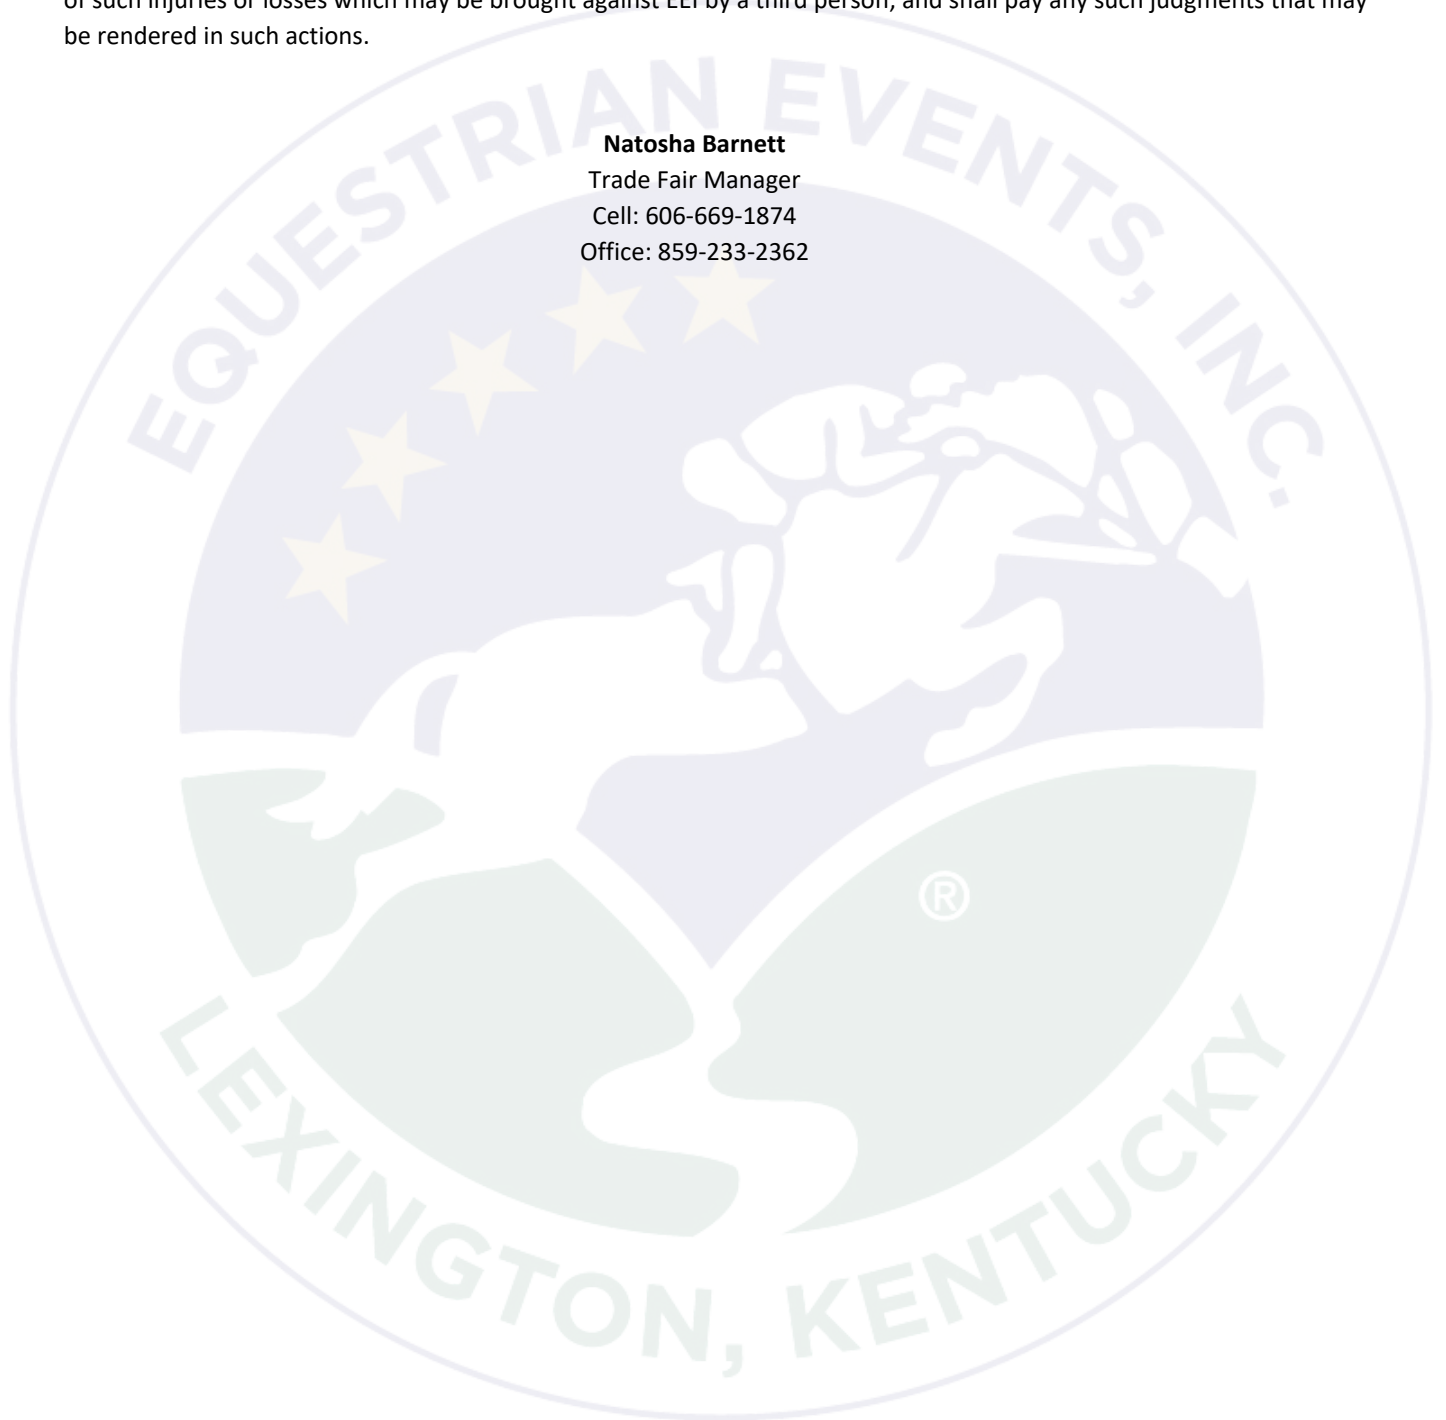 of such injuries or losses which may be brought against EEI by a third person, and shall pay any such judgments that may
be rendered in such actions.
Natosha Barnett
Trade Fair Manager
Cell: 606-669-1874
Office: 859-233-2362
EQUESTRIAN EVENTS, INC.
®
LEXINGTON, KENTUCKY